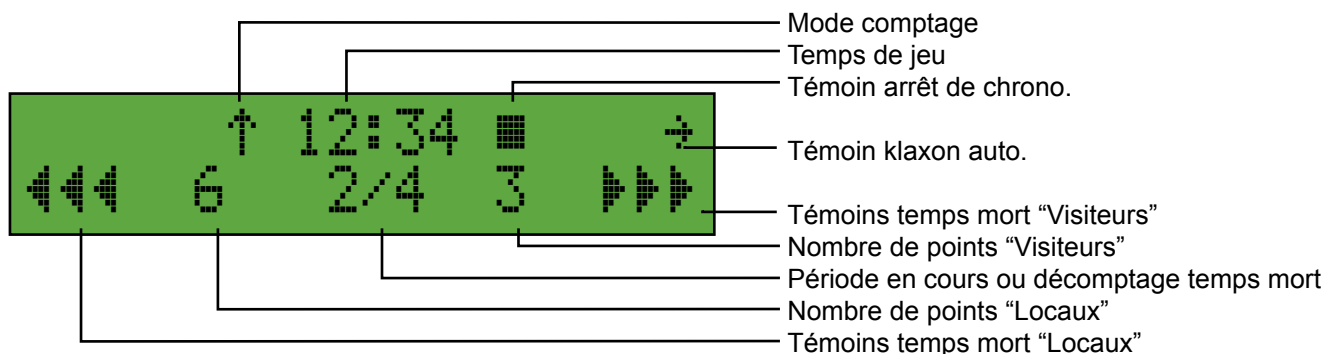 Mode comptage
Temps de jeu
Témoin arrêt de chrono.
↑ 12:34 ■ →
Témoin klaxon auto.
◀◀◀ 6 2/4 3 ▶▶▶
Témoins temps mort “Visiteurs”
Nombre de points “Visiteurs”
Période en cours ou décomptage temps mort
Nombre de points “Locaux”
Témoins temps mort “Locaux”